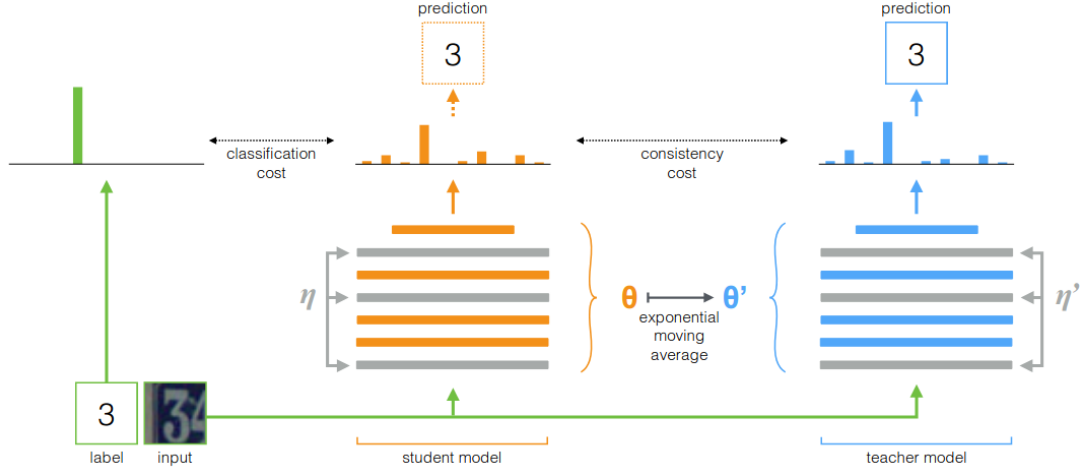 prediction
3
prediction
3
classification
cost
consistency
cost
η
θ
θ’
η’
exponential
moving
average
3
34
label
input
student model
teacher model